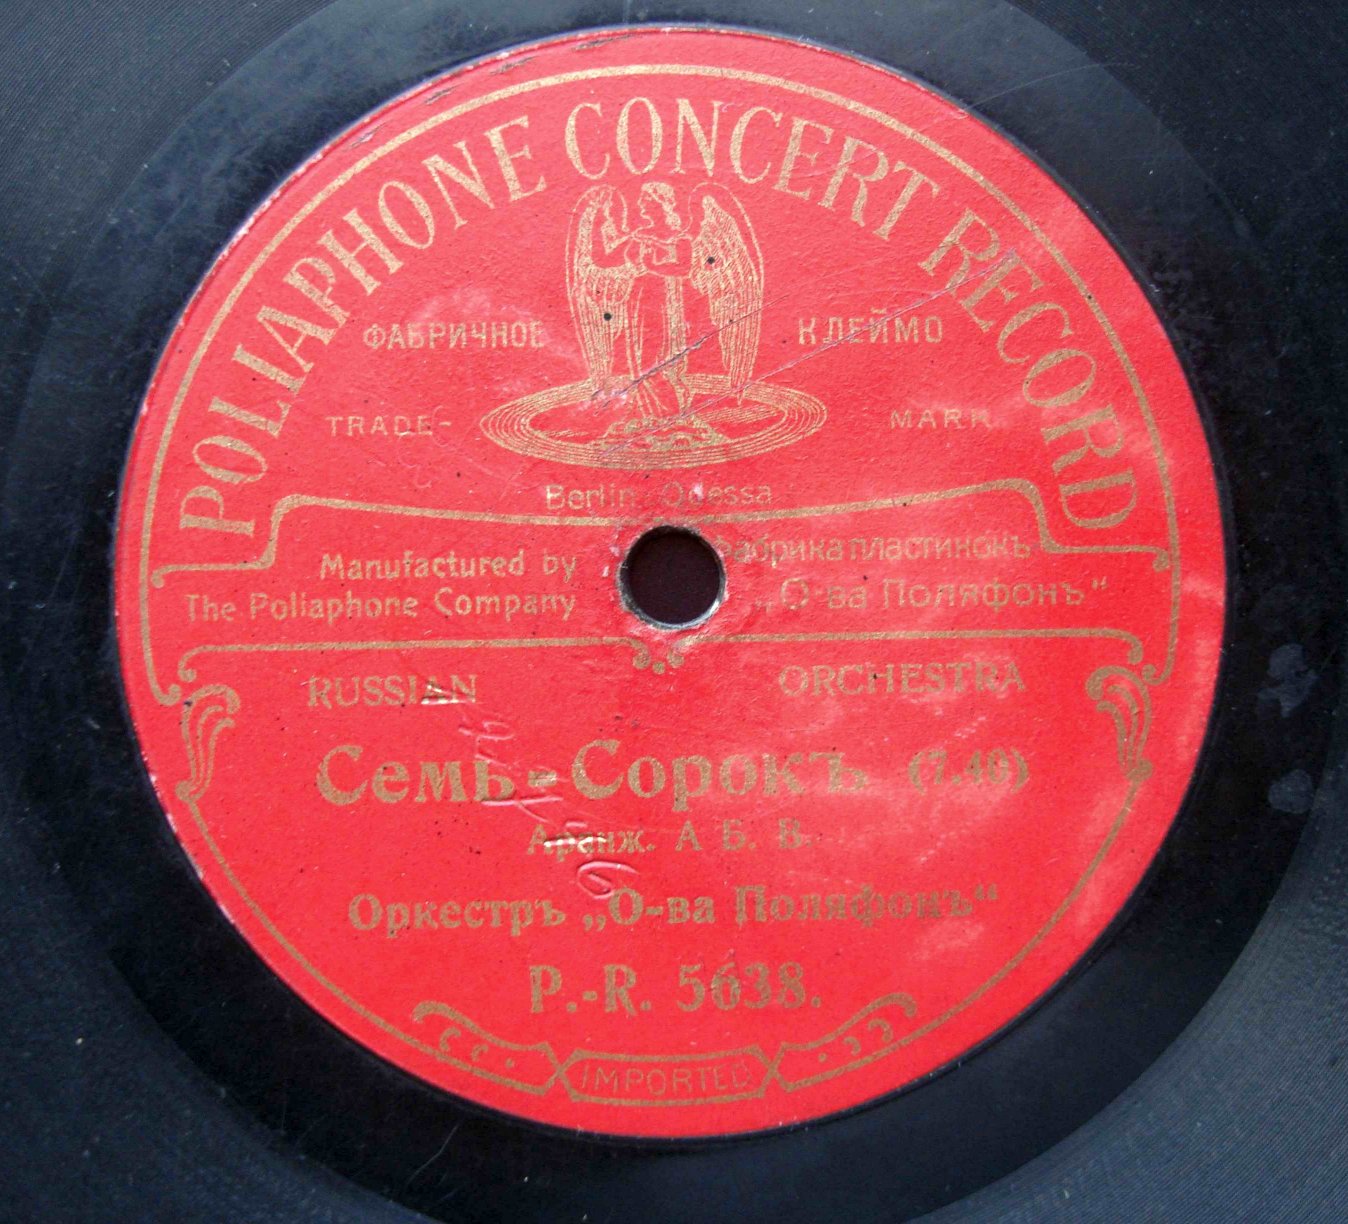 POLIAPHONE CONCERT RECORD
ФАБРИЧНОЕ КЛЕЙМО
TRADE- MARK
Berlin Odessa
Manufactured by
The Poliaphone Company
Фабрика пластинокъ
„О-ва Поляфонъ“
RUSSIAN ORCHESTRA
Семь-Сорокъ (7.40)
Аранж. А. Б. В.
Оркестръ „О-ва Поляфонъ“
P.-R. 5638.
IMPORTED